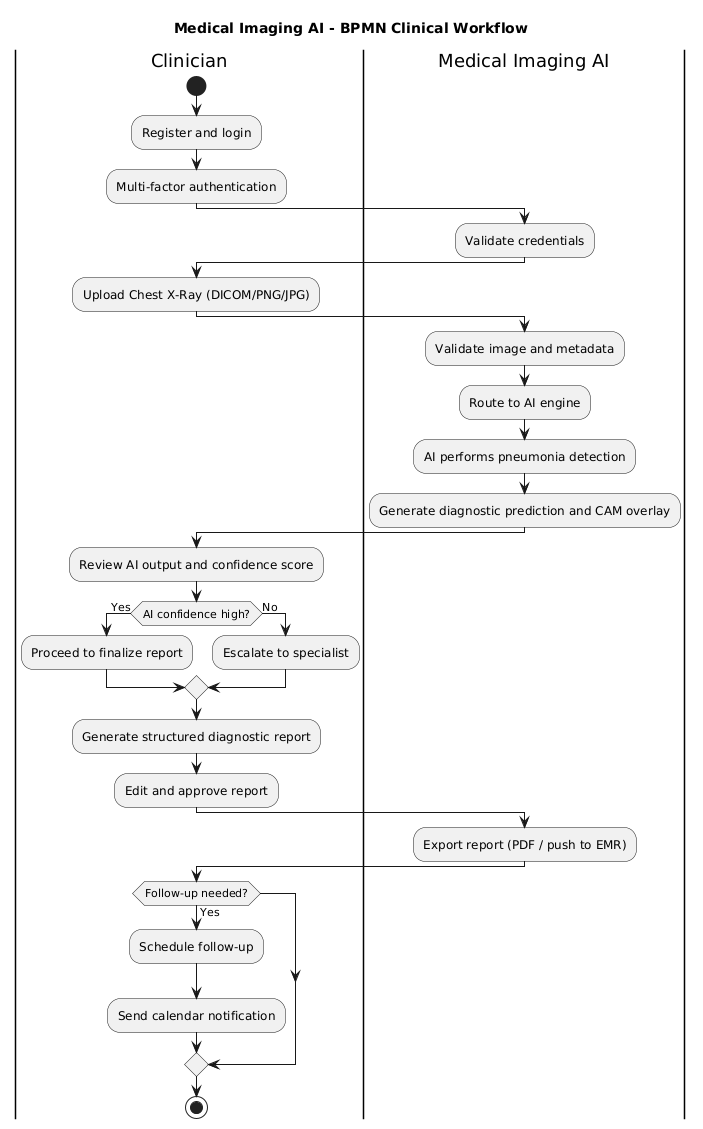 Medical Imaging AI - BPMN Clinical Workflow
Clinician
Medical Imaging AI
Register and login
Multi-factor authentication
Validate credentials
Upload Chest X-Ray (DICOM/PNG/JPG)
Validate image and metadata
Route to AI engine
AI performs pneumonia detection
Generate diagnostic prediction and CAM overlay
Review AI output and confidence score
AI confidence high?
Yes
No
Proceed to finalize report
Escalate to specialist
Generate structured diagnostic report
Edit and approve report
Export report (PDF / push to EMR)
Follow-up needed?
Yes
Schedule follow-up
Send calendar notification